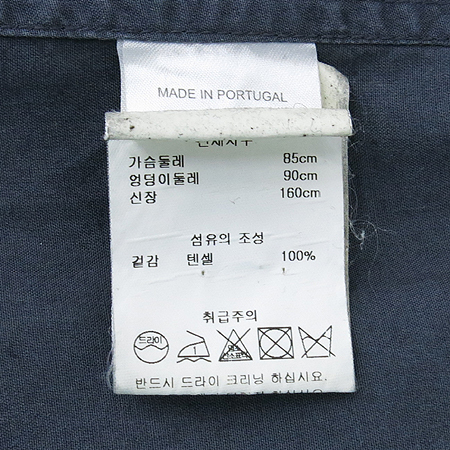 MADE IN PORTUGAL
가슴둘레 85cm
엉덩이둘레 90cm
신장 160cm
섬유의 조성
겉감 텐셀 100%
취급주의
드라이
반드시 드라이 크리닝 하십시요.